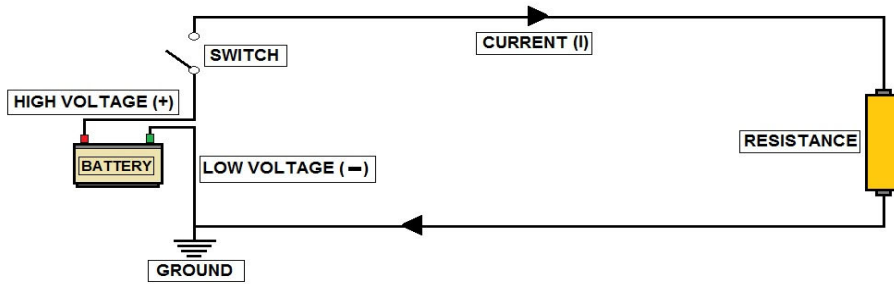 CURRENT (I)
SWITCH
HIGH VOLTAGE (+)
RESISTANCE
BATTERY
LOW VOLTAGE (-)
GROUND